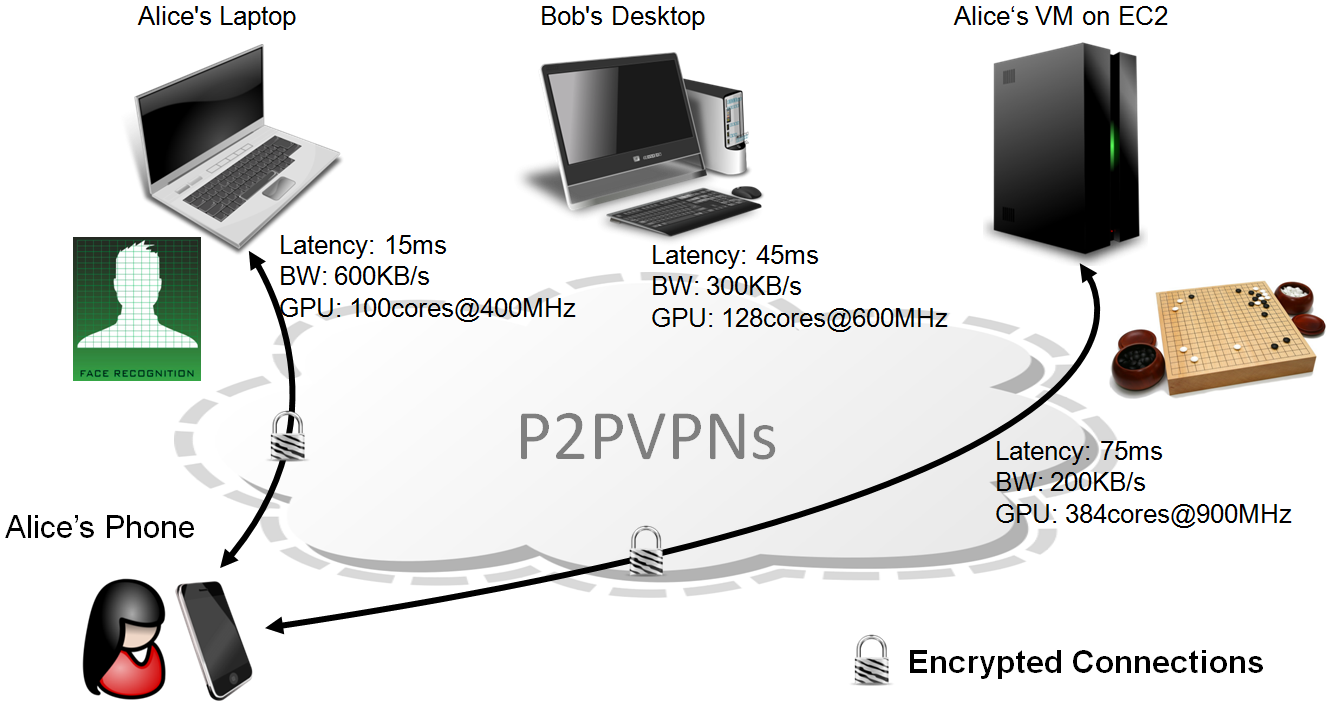 Alice's Laptop
Bob's Desktop
Alice‘s VM on EC2
Latency: 15ms
BW: 600KB/s
GPU: 100cores@400MHz
Latency: 45ms
BW: 300KB/s
GPU: 128cores@600MHz
FACE RECOGNITION
P2PVPNs
Latency: 75ms
BW: 200KB/s
GPU: 384cores@900MHz
Alice’s Phone
Encrypted Connections